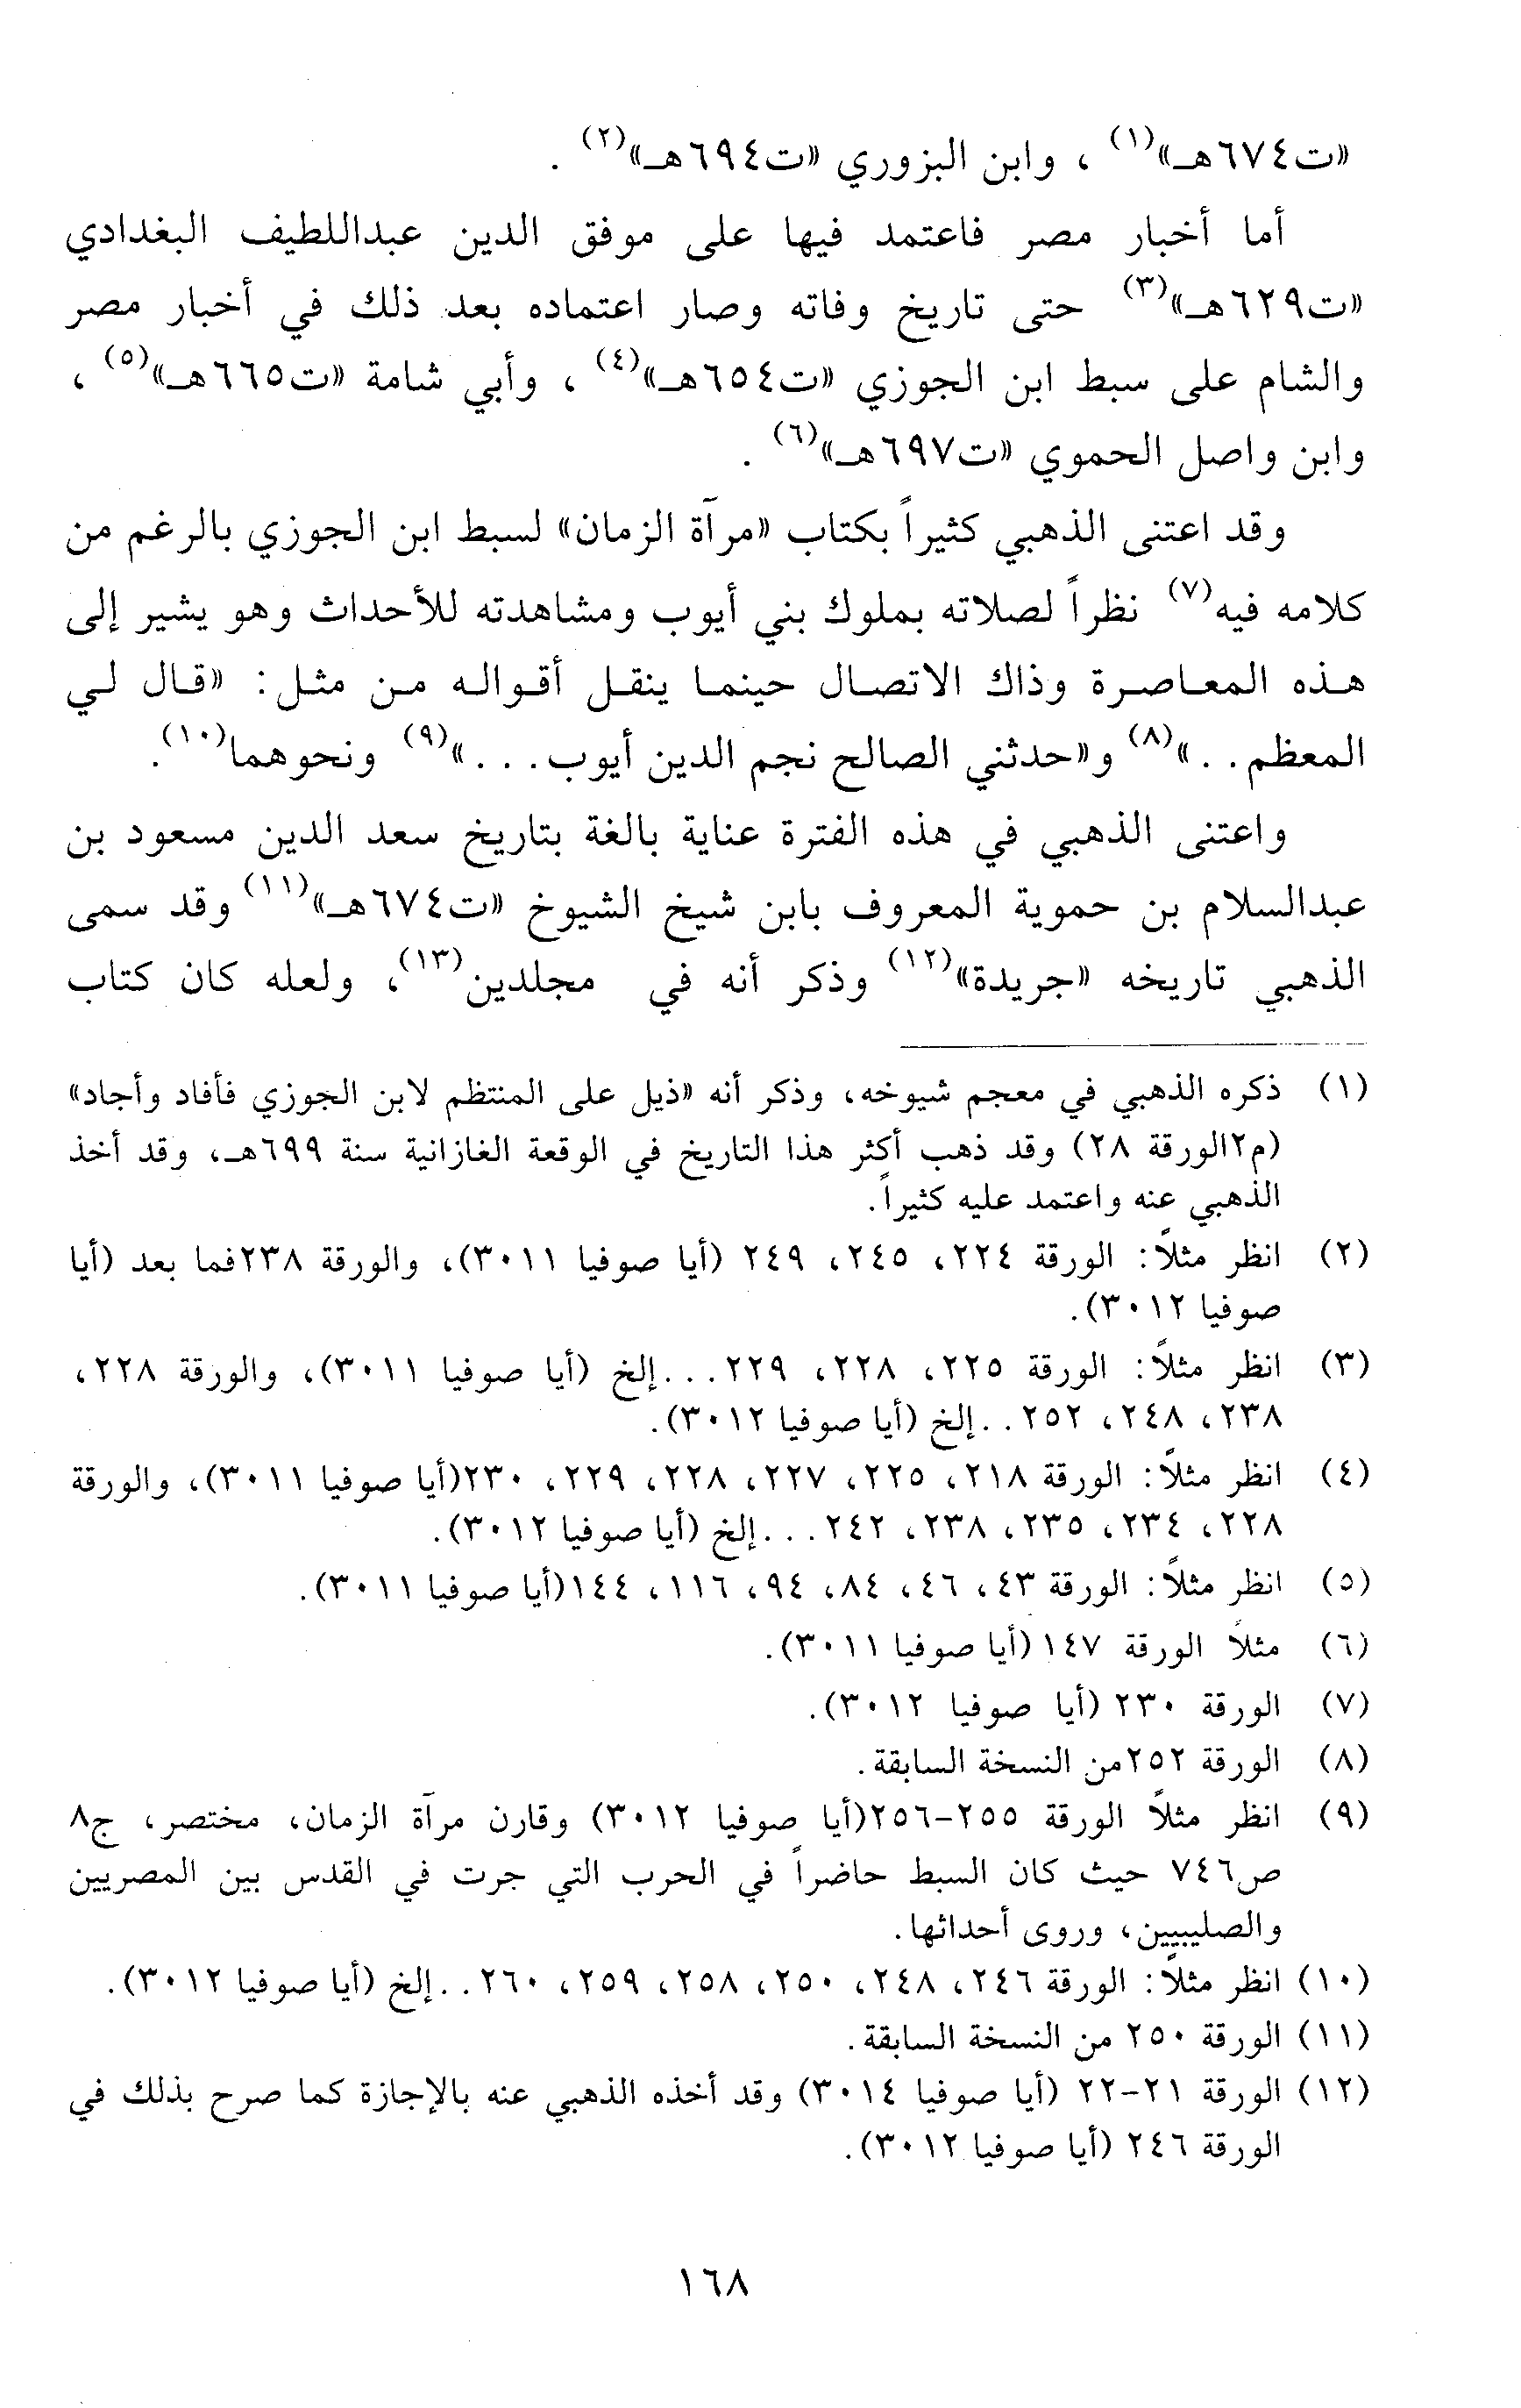 «ت٦٧٤هـ»(١) ، وابن البزوري «ت٦٩٤هـ»(٢) .
أما أخبار مصر فاعتمد فيها على موفق الدين عبداللطيف البغدادي
«ت٦٢٩هـ»(٣) حتى تاريخ وفاته وصار اعتماده بعد ذلك في أخبار مصر
والشام على سبط ابن الجوزي «ت٦٥٤هـ»(٤) ، وأبي شامة «ت٦٦٥هـ»(٥) ،
وابن واصل الحموي «ت٦٩٧هـ»(٦) .
وقد اعتنى الذهبي كثيراً بكتاب «مرآة الزمان» لسبط ابن الجوزي بالرغم من
كلامه فيه(٧) نظراً لصلاته بملوك بني أيوب ومشاهدته للأحداث وهو يشير إلى
هذه المعاصرة وذاك الاتصال حينما ينقل أقواله من مثل: «قال لي
المعظم. . .»(٨) و«حدثني الصالح نجم الدين أيوب. . .»(٩) ونحوهما(١٠).
واعتنى الذهبي في هذه الفترة عناية بالغة بتاريخ سعد الدين مسعود بن
عبدالسلام بن حموية المعروف بابن شيخ الشيوخ «ت٦٧٤هـ»(١١) وقد سمى
الذهبي تاريخه «جريدة»(١٢) وذكر أنه في مجلدين(١٣)، ولعله كان كتاب
(١) ذكره الذهبي في معجم شيوخه، وذكر أنه «ذيل على المنتظم لابن الجوزي فأفاد وأجاد»
(م٢الورقة ٢٨) وقد ذهب أكثر هذا التاريخ في الوقعة الغازانية سنة ٦٩٩هـ، وقد أخذ
الذهبي عنه واعتمد عليه كثيراً.
(٢) انظر مثلاً: الورقة ٢٢٤، ٢٤٥، ٢٤٩ (أيا صوفيا ٣٠١١)، والورقة ٢٣٨فما بعد (أيا
صوفيا ٣٠١٢).
(٣) انظر مثلاً: الورقة ٢٢٥، ٢٢٨، ٢٢٩. . .إلخ (أيا صوفيا ٣٠١١)، والورقة ٢٢٨،
٢٣٨، ٢٤٨، ٢٥٢. .إلخ (أيا صوفيا ٣٠١٢).
(٤) انظر مثلاً: الورقة ٢١٨، ٢٢٥، ٢٢٧، ٢٢٨، ٢٢٩، ٢٣٠(أيا صوفيا ٣٠١١)، والورقة
٢٢٨، ٢٣٤، ٢٣٥، ٢٣٨، ٢٤٢. . .إلخ (أيا صوفيا ٣٠١٢).
(٥) انظر مثلاً: الورقة ٤٣، ٤٦، ٨٤، ٩٤، ١١٦، ١٤٤(أيا صوفيا ٣٠١١).
(٦) مثلاً الورقة ١٤٧ (أيا صوفيا ٣٠١١).
(٧) الورقة ٢٣٠ (أيا صوفيا ٣٠١٢).
(٨) الورقة ٢٥٢من النسخة السابقة.
(٩) انظر مثلاً الورقة ٢٥٥-٢٥٦(أيا صوفيا ٣٠١٢) وقارن مرآة الزمان، مختصر، ج٨
ص٧٤٦ حيث كان السبط حاضراً في الحرب التي جرت في القدس بين المصريين
والصليبيين، وروى أحداثها.
(١٠) انظر مثلاً: الورقة ٢٤٦، ٢٤٨، ٢٥٠، ٢٥٨، ٢٥٩، ٢٦٠. .إلخ (أيا صوفيا ٣٠١٢).
(١١) الورقة ٢٥٠ من النسخة السابقة.
(١٢) الورقة ٢١-٢٢ (أيا صوفيا ٣٠١٤) وقد أخذه الذهبي عنه بالإجازة كما صرح بذلك في
الورقة ٢٤٦ (أيا صوفيا ٣٠١٢).
١٦٨